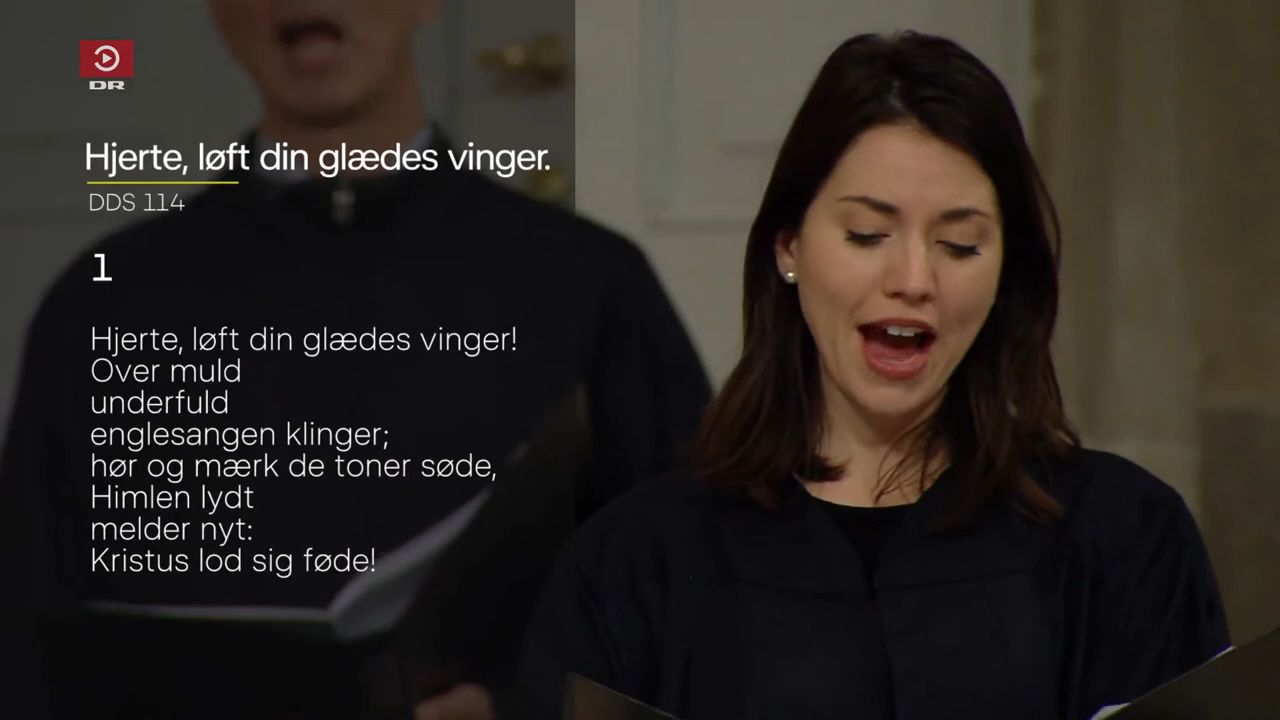 DR
Hjerte, løft din glædes vinger.
DDS 114
1
Hjerte, løft din glædes vinger!
Over muld
underfuld
englesangen klinger;
hør og mærk de toner søde,
Himlen lydt
melder nyt:
Kristus lod sig føde!